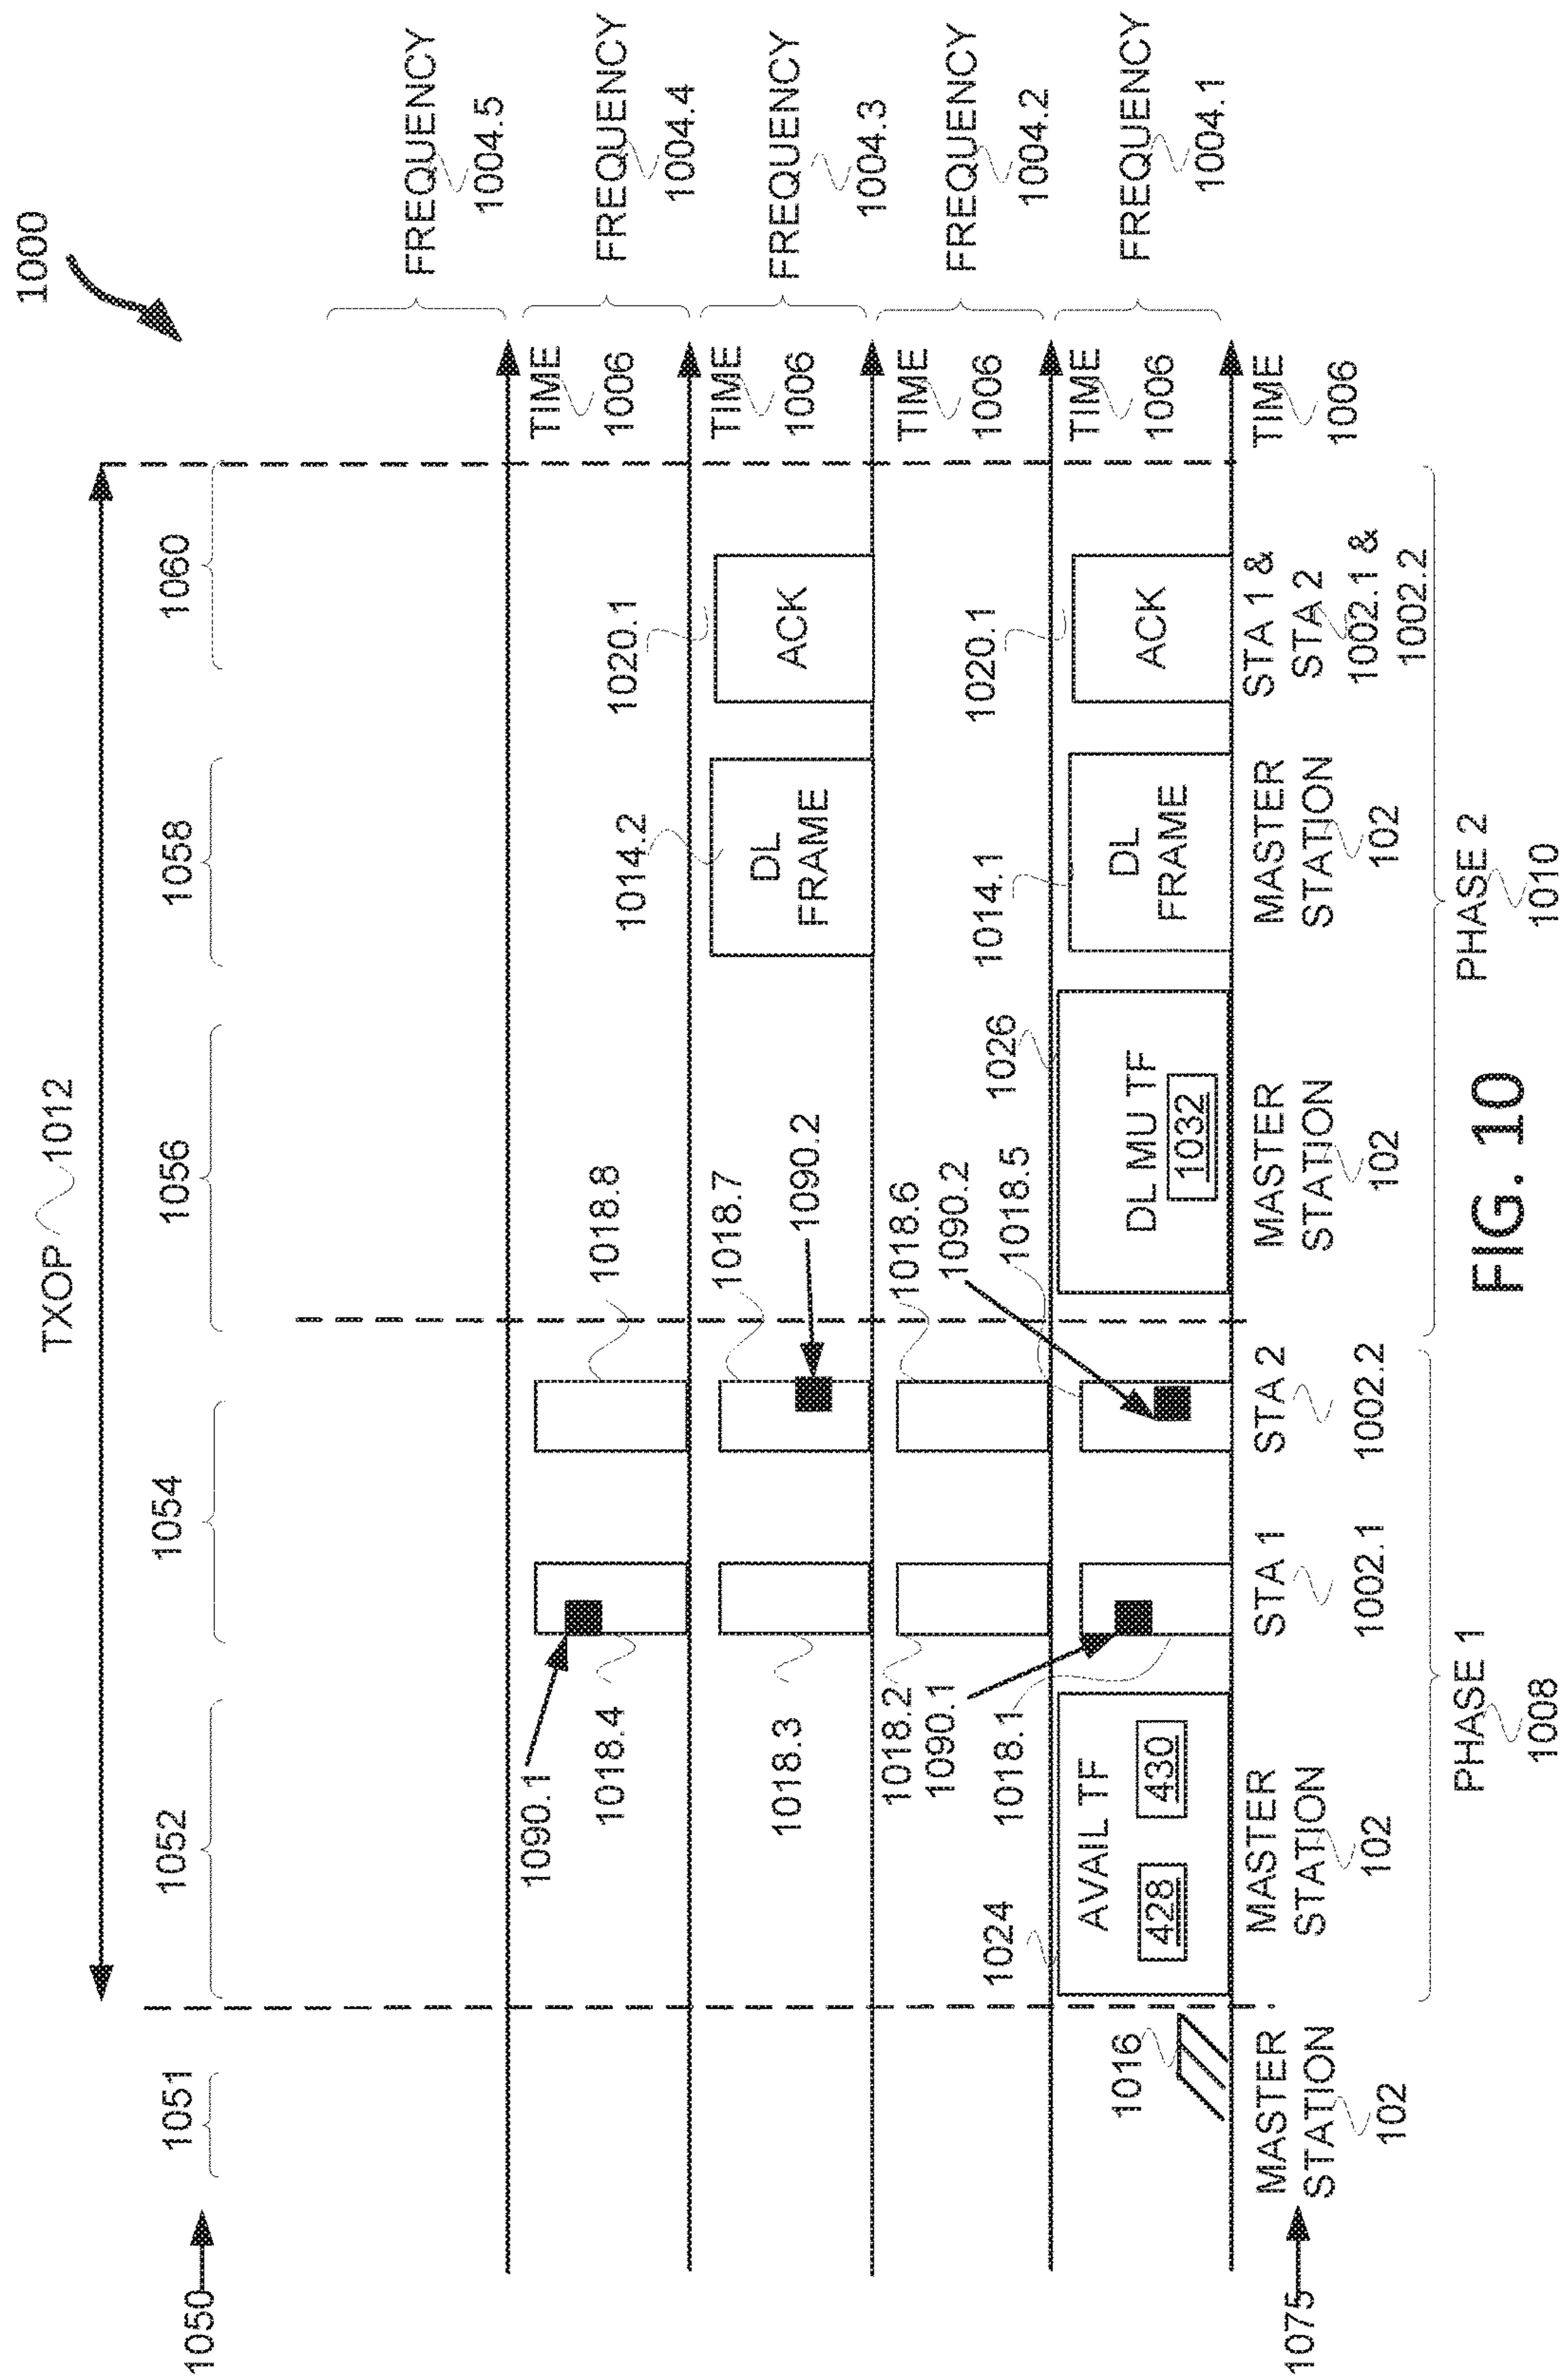 1000
TXOP 1012
1050
1051
1052
1054
1056
1058
1060
FREQUENCY
1004.5
TIME
1006
FREQUENCY
1004.4
1090.1
1018.4
1018.8
1014.2
1020.1
TIME
1006
FREQUENCY
1004.3
1018.3
1018.7
1090.2
DL
FRAME
ACK
TIME
1006
FREQUENCY
1004.2
1018.2
1090.1
1018.1
1018.6
1090.2
1018.5
1024
1026
1014.1
1020.1
TIME
1006
FREQUENCY
1004.1
1016
AVAIL TF
428
430
DL MU TF
1032
DL
FRAME
ACK
TIME
1006
1075
MASTER
STATION
102
MASTER
STATION
102
STA 1
1002.1
STA 2
1002.2
MASTER
STATION
102
MASTER
STATION
102
STA 1 &
STA 2
1002.1 &
1002.2
PHASE 1
1008
PHASE 2
1010
FIG. 10